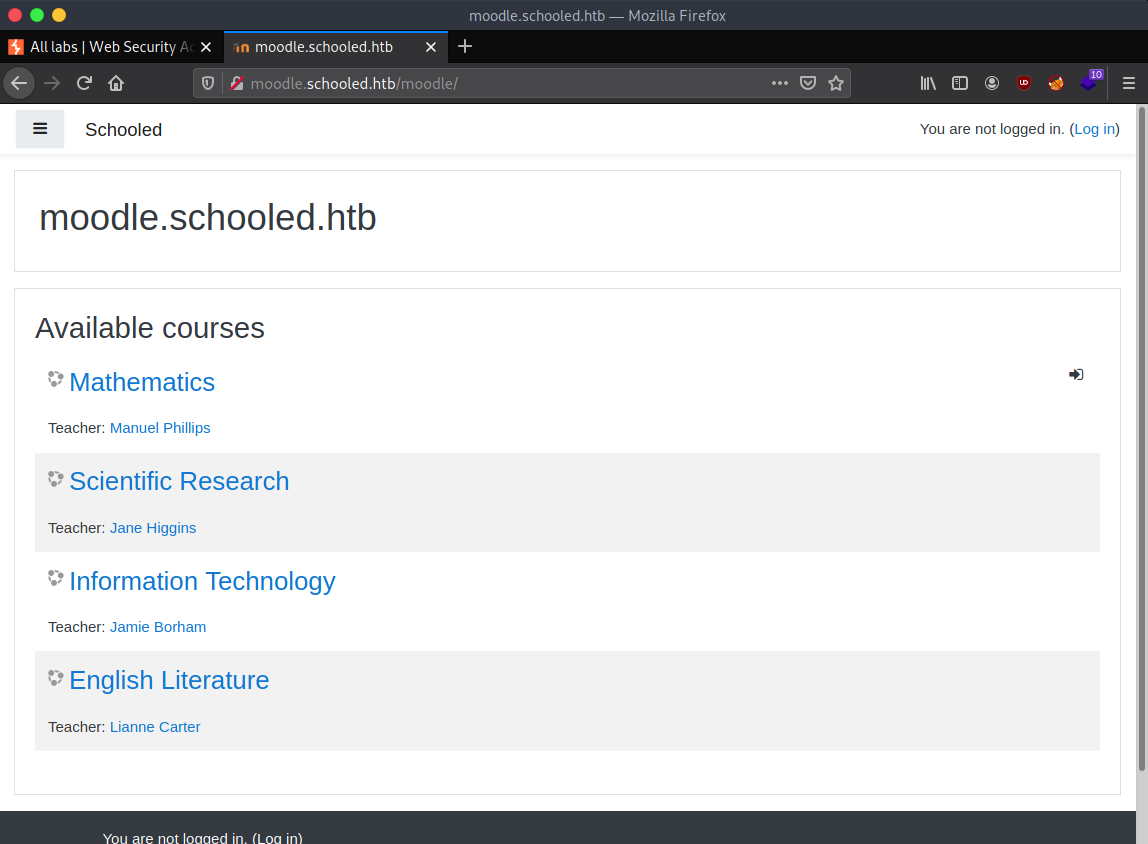 moodle.schooled.htb — Mozilla Firefox
All labs | Web Security Ac
moodle.schooled.htb
moodle.schooled.htb/moodle/
10
Schooled
You are not logged in. (Log in)
moodle.schooled.htb
Available courses
Mathematics
Teacher: Manuel Phillips
Scientific Research
Teacher: Jane Higgins
Information Technology
Teacher: Jamie Borham
English Literature
Teacher: Lianne Carter
You are not logged in. (Log in)